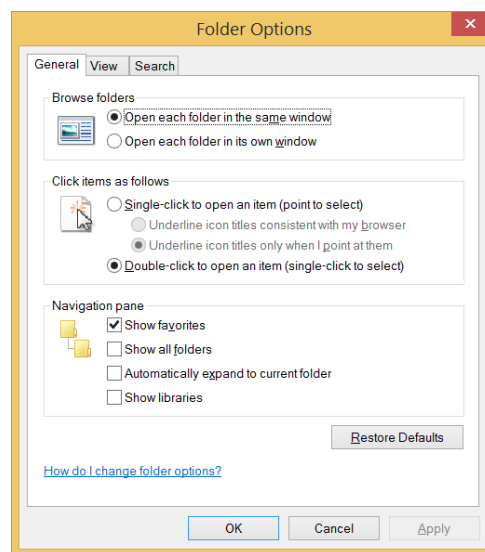 Folder Options
General View Search
Browse folders
Open each folder in the same window
Open each folder in its own window
Click items as follows
Single-click to open an item (point to select)
Underline icon titles consistent with my browser
Underline icon titles only when I point at them
Double-click to open an item (single-click to select)
Navigation pane
Show favorites
Show all folders
Automatically expand to current folder
Show libraries
Restore Defaults
How do I change folder options?
OK Cancel Apply